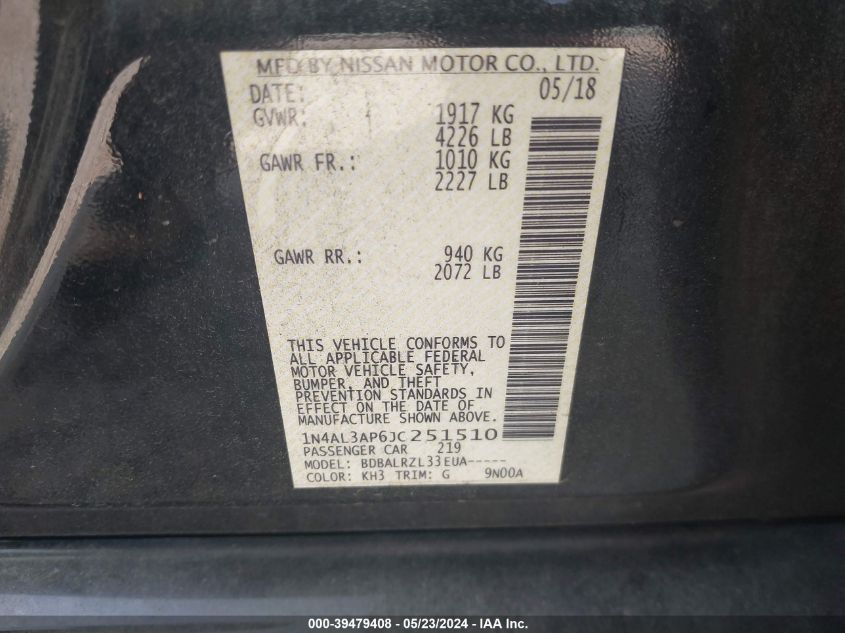 MFD BY NISSAN MOTOR CO., LTD.
DATE: 05/18
GVWR: 1917 KG
4226 LB
GAWR FR.: 1010 KG
2227 LB
GAWR RR.: 940 KG
2072 LB
THIS VEHICLE CONFORMS TO
ALL APPLICABLE FEDERAL
MOTOR VEHICLE SAFETY,
BUMPER, AND THEFT
PREVENTION STANDARDS IN
EFFECT ON THE DATE OF
MANUFACTURE SHOWN ABOVE.
1N4AL3AP6JC251510
PASSENGER CAR 219
MODEL: BDBALRZL33EUA-----
COLOR: KH3 TRIM: G 9N00A
000-39479408 - 05/23/2024 - IAA Inc.